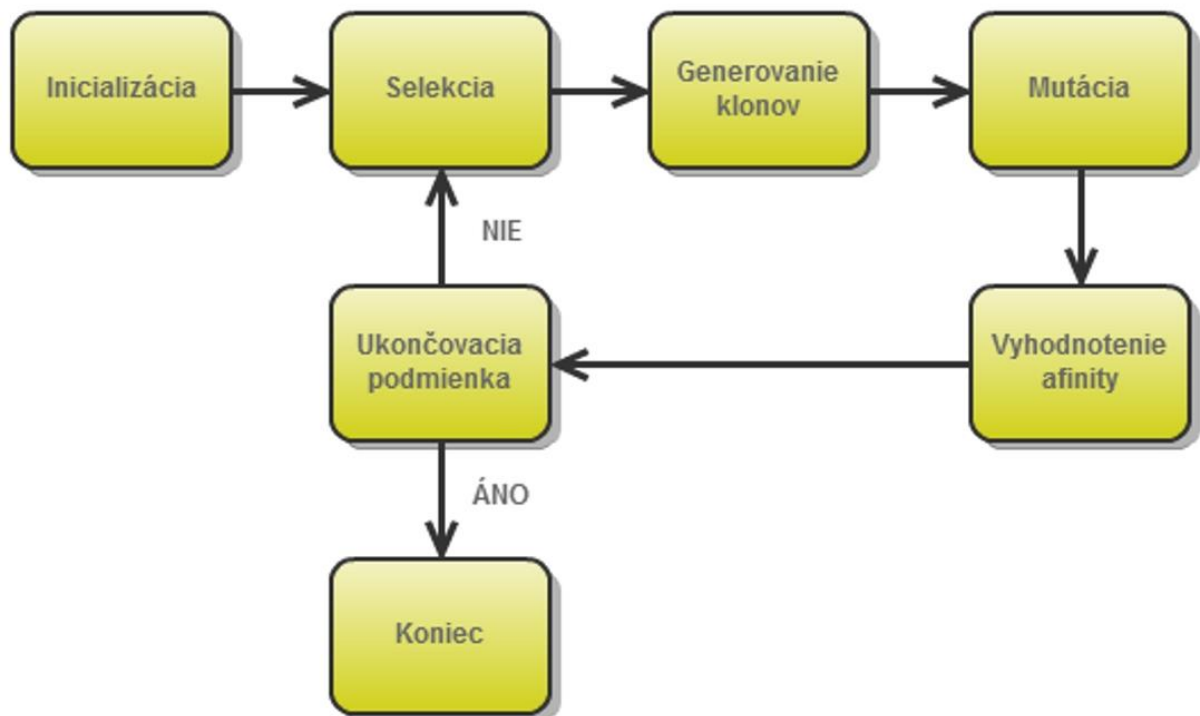 Inicializácia
Selekcia
Generovanie
klonov
Mutácia
NIE
Ukončovacia
podmienka
Vyhodnotenie
afinity
ÁNO
Koniec